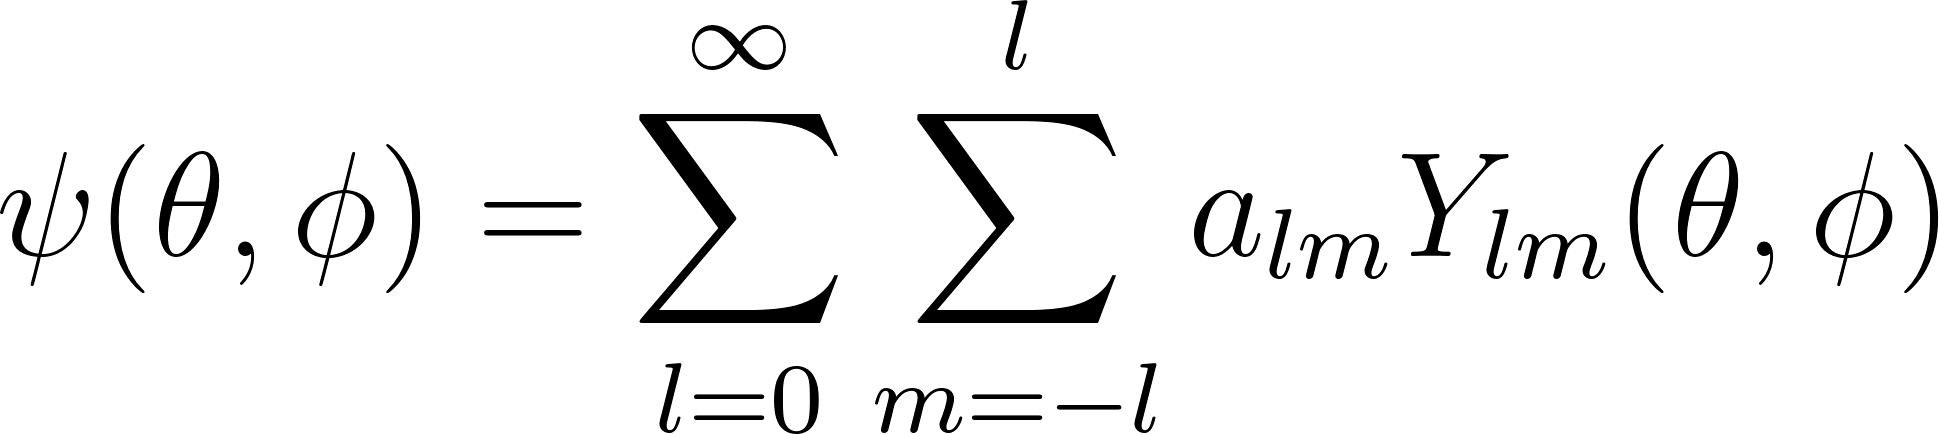 ψ(θ, ϕ) = ∑_{l=0}^{∞} ∑_{m=−l}^{l} a_{lm} Y_{lm}(θ, ϕ)